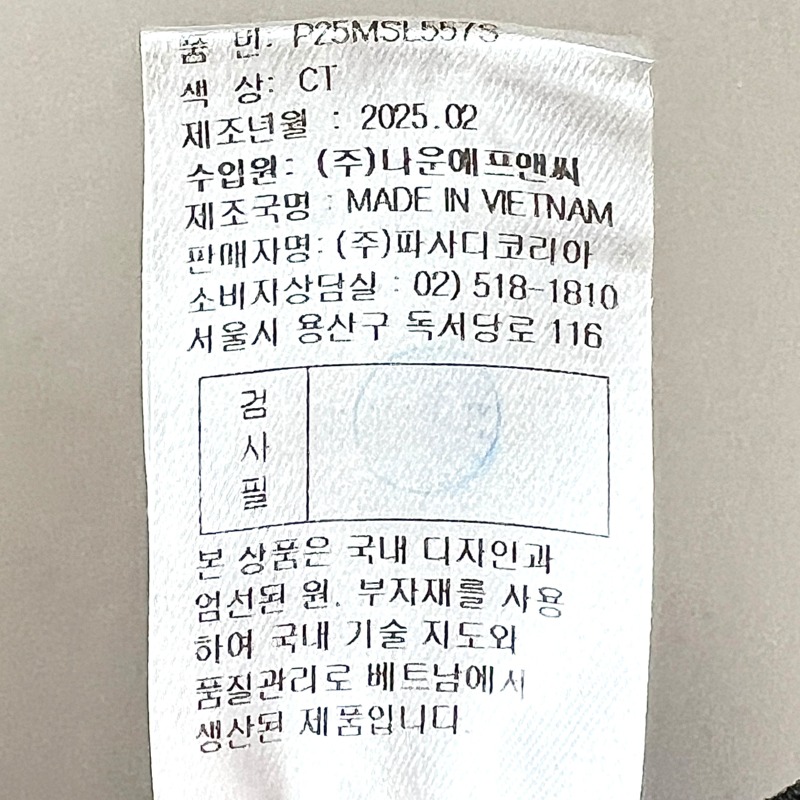 품 번: P25MSL557S
색 상: CT
제조년월 : 2025.02
수입원: (주)나운에프앤씨
제조국명 : MADE IN VIETNAM
판매자명: (주)파사디코리아
소비자상담실 : 02) 518-1810
서울시 용산구 독서당로 116
검
사
필
본 상품은 국내 디자인과
엄선된 원, 부자재를 사용
하여 국내 기술 지도와
품질관리로 베트남에서
생산된 제품입니다.